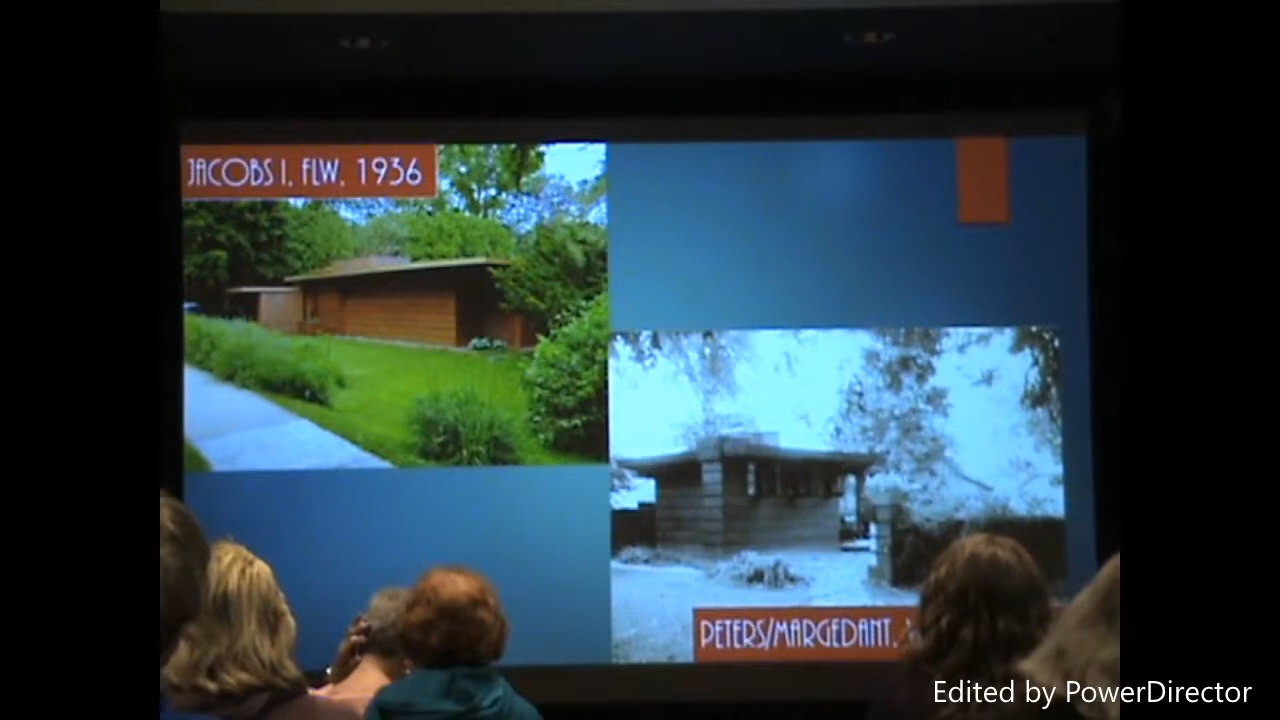 JACOBS I, FLW, 1936
PETERS/MARGEDANT,
Edited by PowerDirector